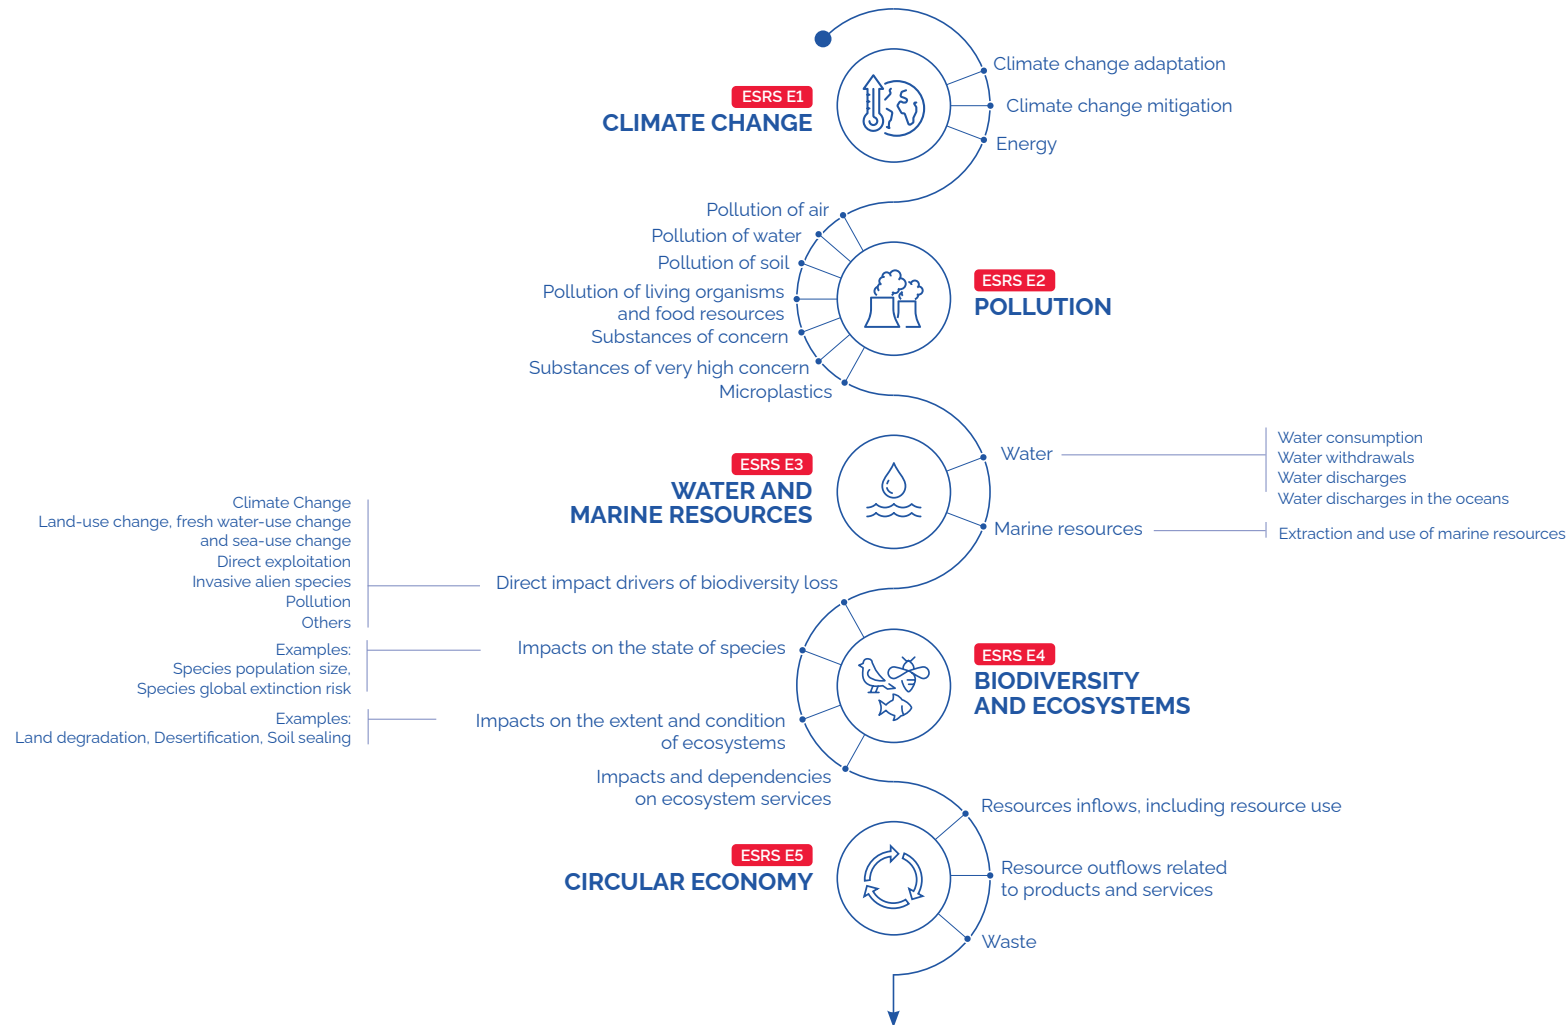 ESRS E1
CLIMATE CHANGE
Climate change adaptation
Climate change mitigation
Energy
Pollution of air
Pollution of water
Pollution of soil
Pollution of living organisms
and food resources
Substances of concern
Substances of very high concern
Microplastics
ESRS E2
POLLUTION
ESRS E3
WATER AND
MARINE RESOURCES
Water
Water consumption
Water withdrawals
Water discharges
Water discharges in the oceans
Marine resources
Extraction and use of marine resources
Climate Change
Land-use change, fresh water-use change
and sea-use change
Direct exploitation
Invasive alien species
Pollution
Others
Direct impact drivers of biodiversity loss
Examples:
Species population size,
Species global extinction risk
Impacts on the state of species
Examples:
Land degradation, Desertification, Soil sealing
Impacts on the extent and condition
of ecosystems
Impacts and dependencies
on ecosystem services
ESRS E4
BIODIVERSITY
AND ECOSYSTEMS
ESRS E5
CIRCULAR ECONOMY
Resources inflows, including resource use
Resource outflows related
to products and services
Waste